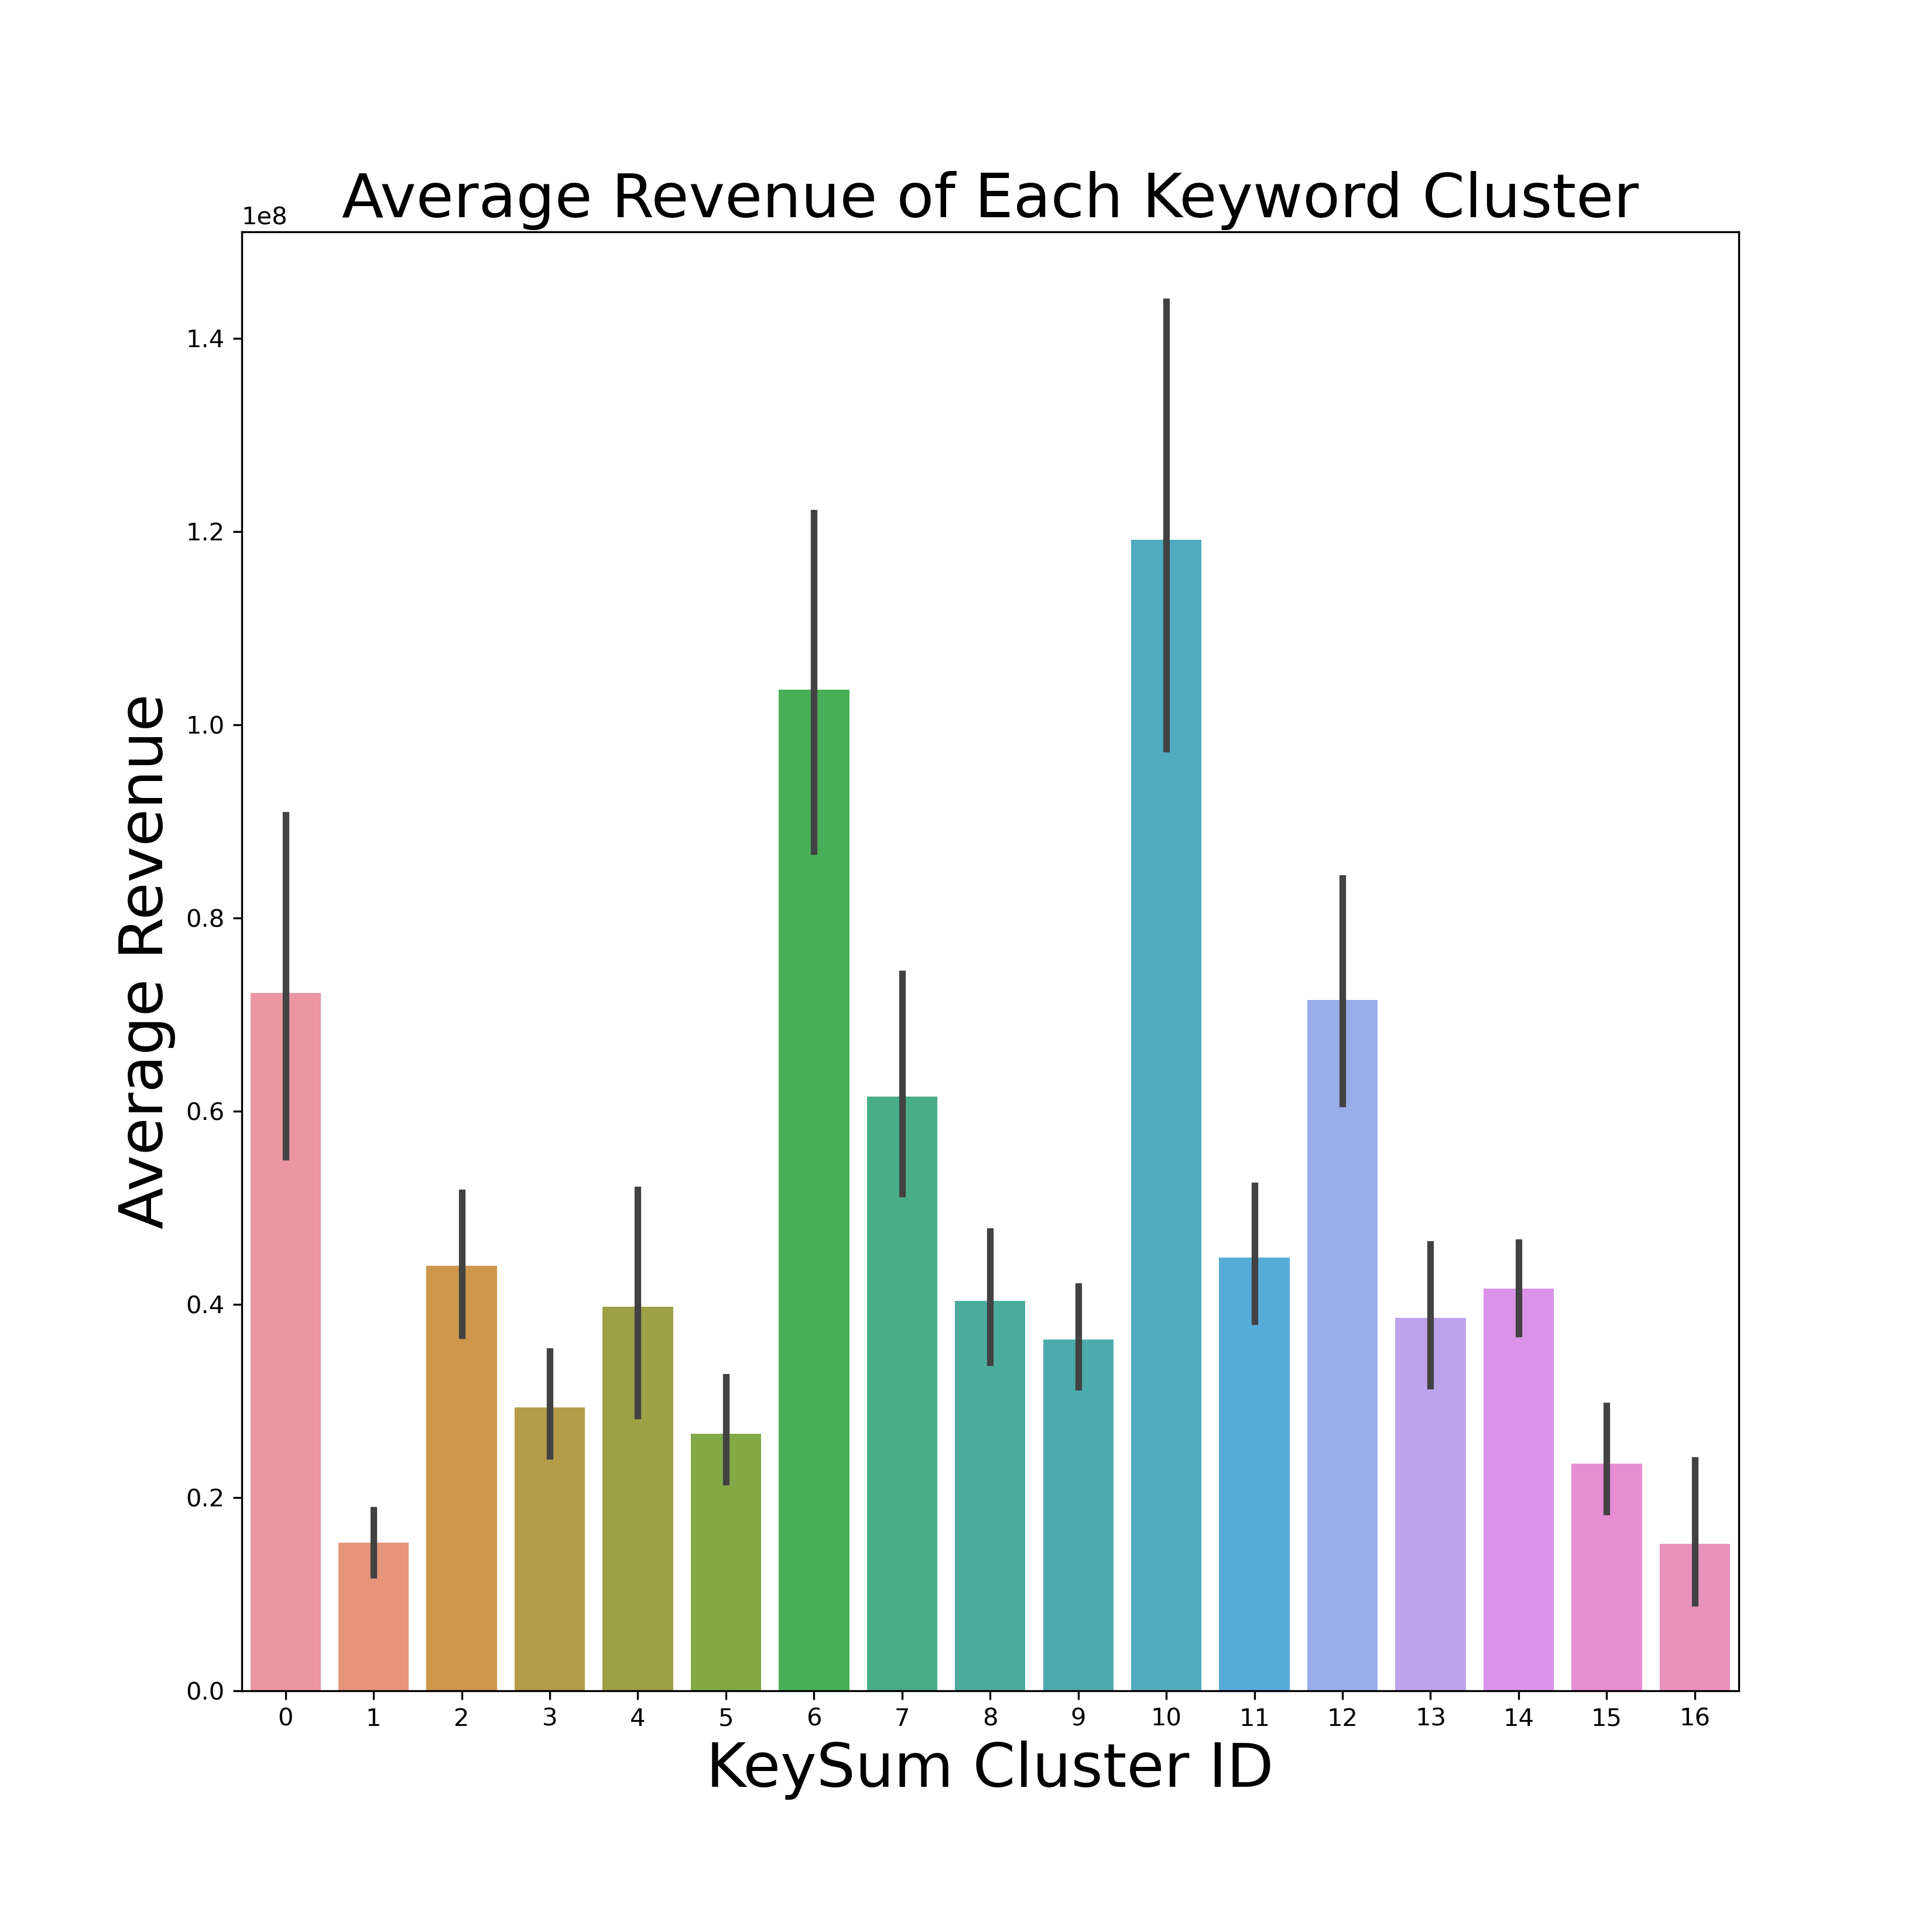 Average Revenue of Each Keyword Cluster
1e8
1.4
1.2
1.0
0.8
0.6
0.4
0.2
0.0
Average Revenue
0 1 2 3 4 5 6 7 8 9 10 11 12 13 14 15 16
KeySum Cluster ID